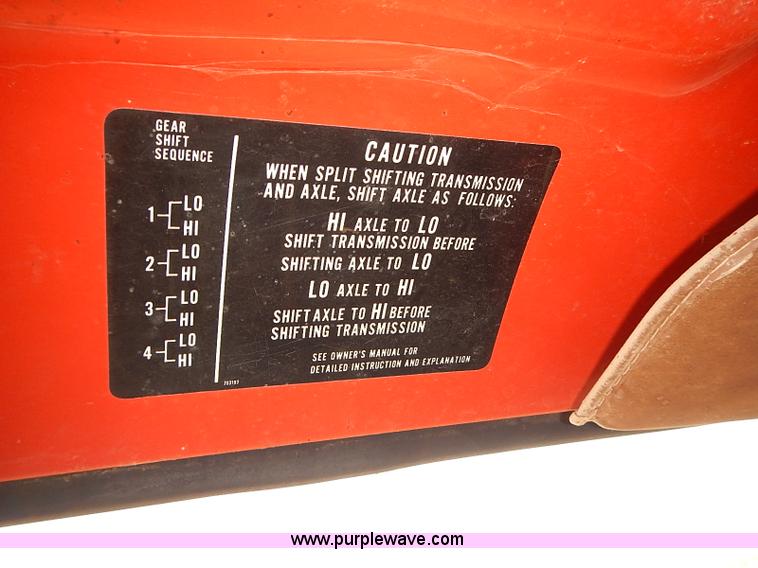 GEAR
SHIFT
SEQUENCE
1 LO
HI
2 LO
HI
3 LO
HI
4 LO
HI
CAUTION
WHEN SPLIT SHIFTING TRANSMISSION
AND AXLE, SHIFT AXLE AS FOLLOWS:
HI AXLE TO LO
SHIFT TRANSMISSION BEFORE
SHIFTING AXLE TO LO
LO AXLE TO HI
SHIFT AXLE TO HI BEFORE
SHIFTING TRANSMISSION
SEE OWNER'S MANUAL FOR
DETAILED INSTRUCTION AND EXPLANATION
www.purplewave.com